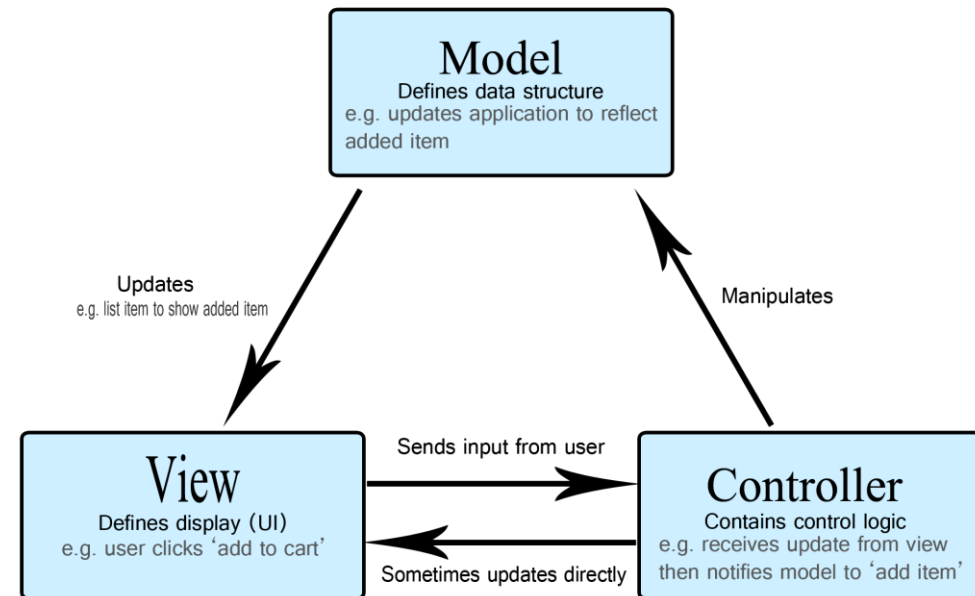 Model
Defines data structure
e.g. updates application to reflect
added item
Updates
e.g. list item to show added item
Manipulates
View
Defines display (UI)
e.g. user clicks ‘add to cart’
Sends input from user
Sometimes updates directly
Controller
Contains control logic
e.g. receives update from view
then notifies model to ‘add item’